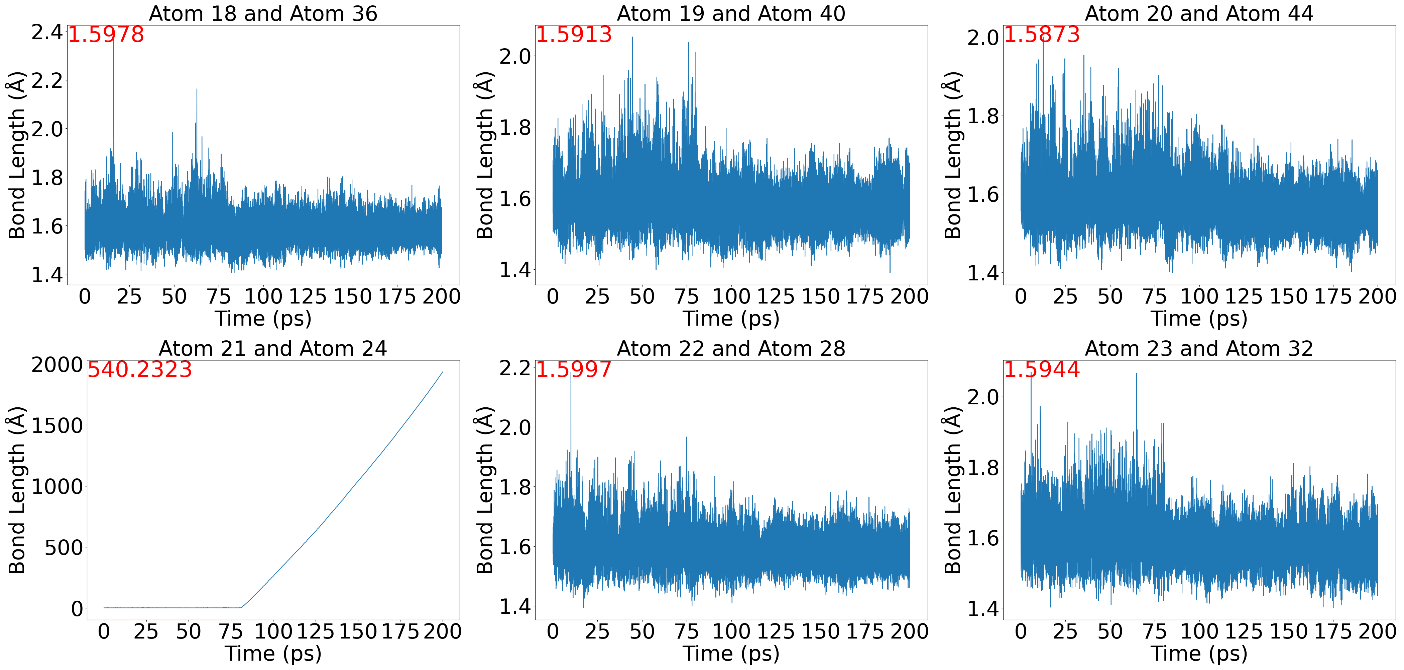 Atom 18 and Atom 36
1.5978
2.4
2.2
2.0
1.8
1.6
1.4
Bond Length (Å)
0 25 50 75 100 125 150 175 200
Time (ps)
Atom 19 and Atom 40
1.5913
2.0
1.8
1.6
1.4
Bond Length (Å)
0 25 50 75 100 125 150 175 200
Time (ps)
Atom 20 and Atom 44
1.5873
2.0
1.8
1.6
1.4
Bond Length (Å)
0 25 50 75 100 125 150 175 200
Time (ps)
Atom 21 and Atom 24
540.2323
2000
1500
1000
500
0
Bond Length (Å)
0 25 50 75 100 125 150 175 200
Time (ps)
Atom 22 and Atom 28
1.5997
2.2
2.0
1.8
1.6
1.4
Bond Length (Å)
0 25 50 75 100 125 150 175 200
Time (ps)
Atom 23 and Atom 32
1.5944
2.0
1.8
1.6
1.4
Bond Length (Å)
0 25 50 75 100 125 150 175 200
Time (ps)